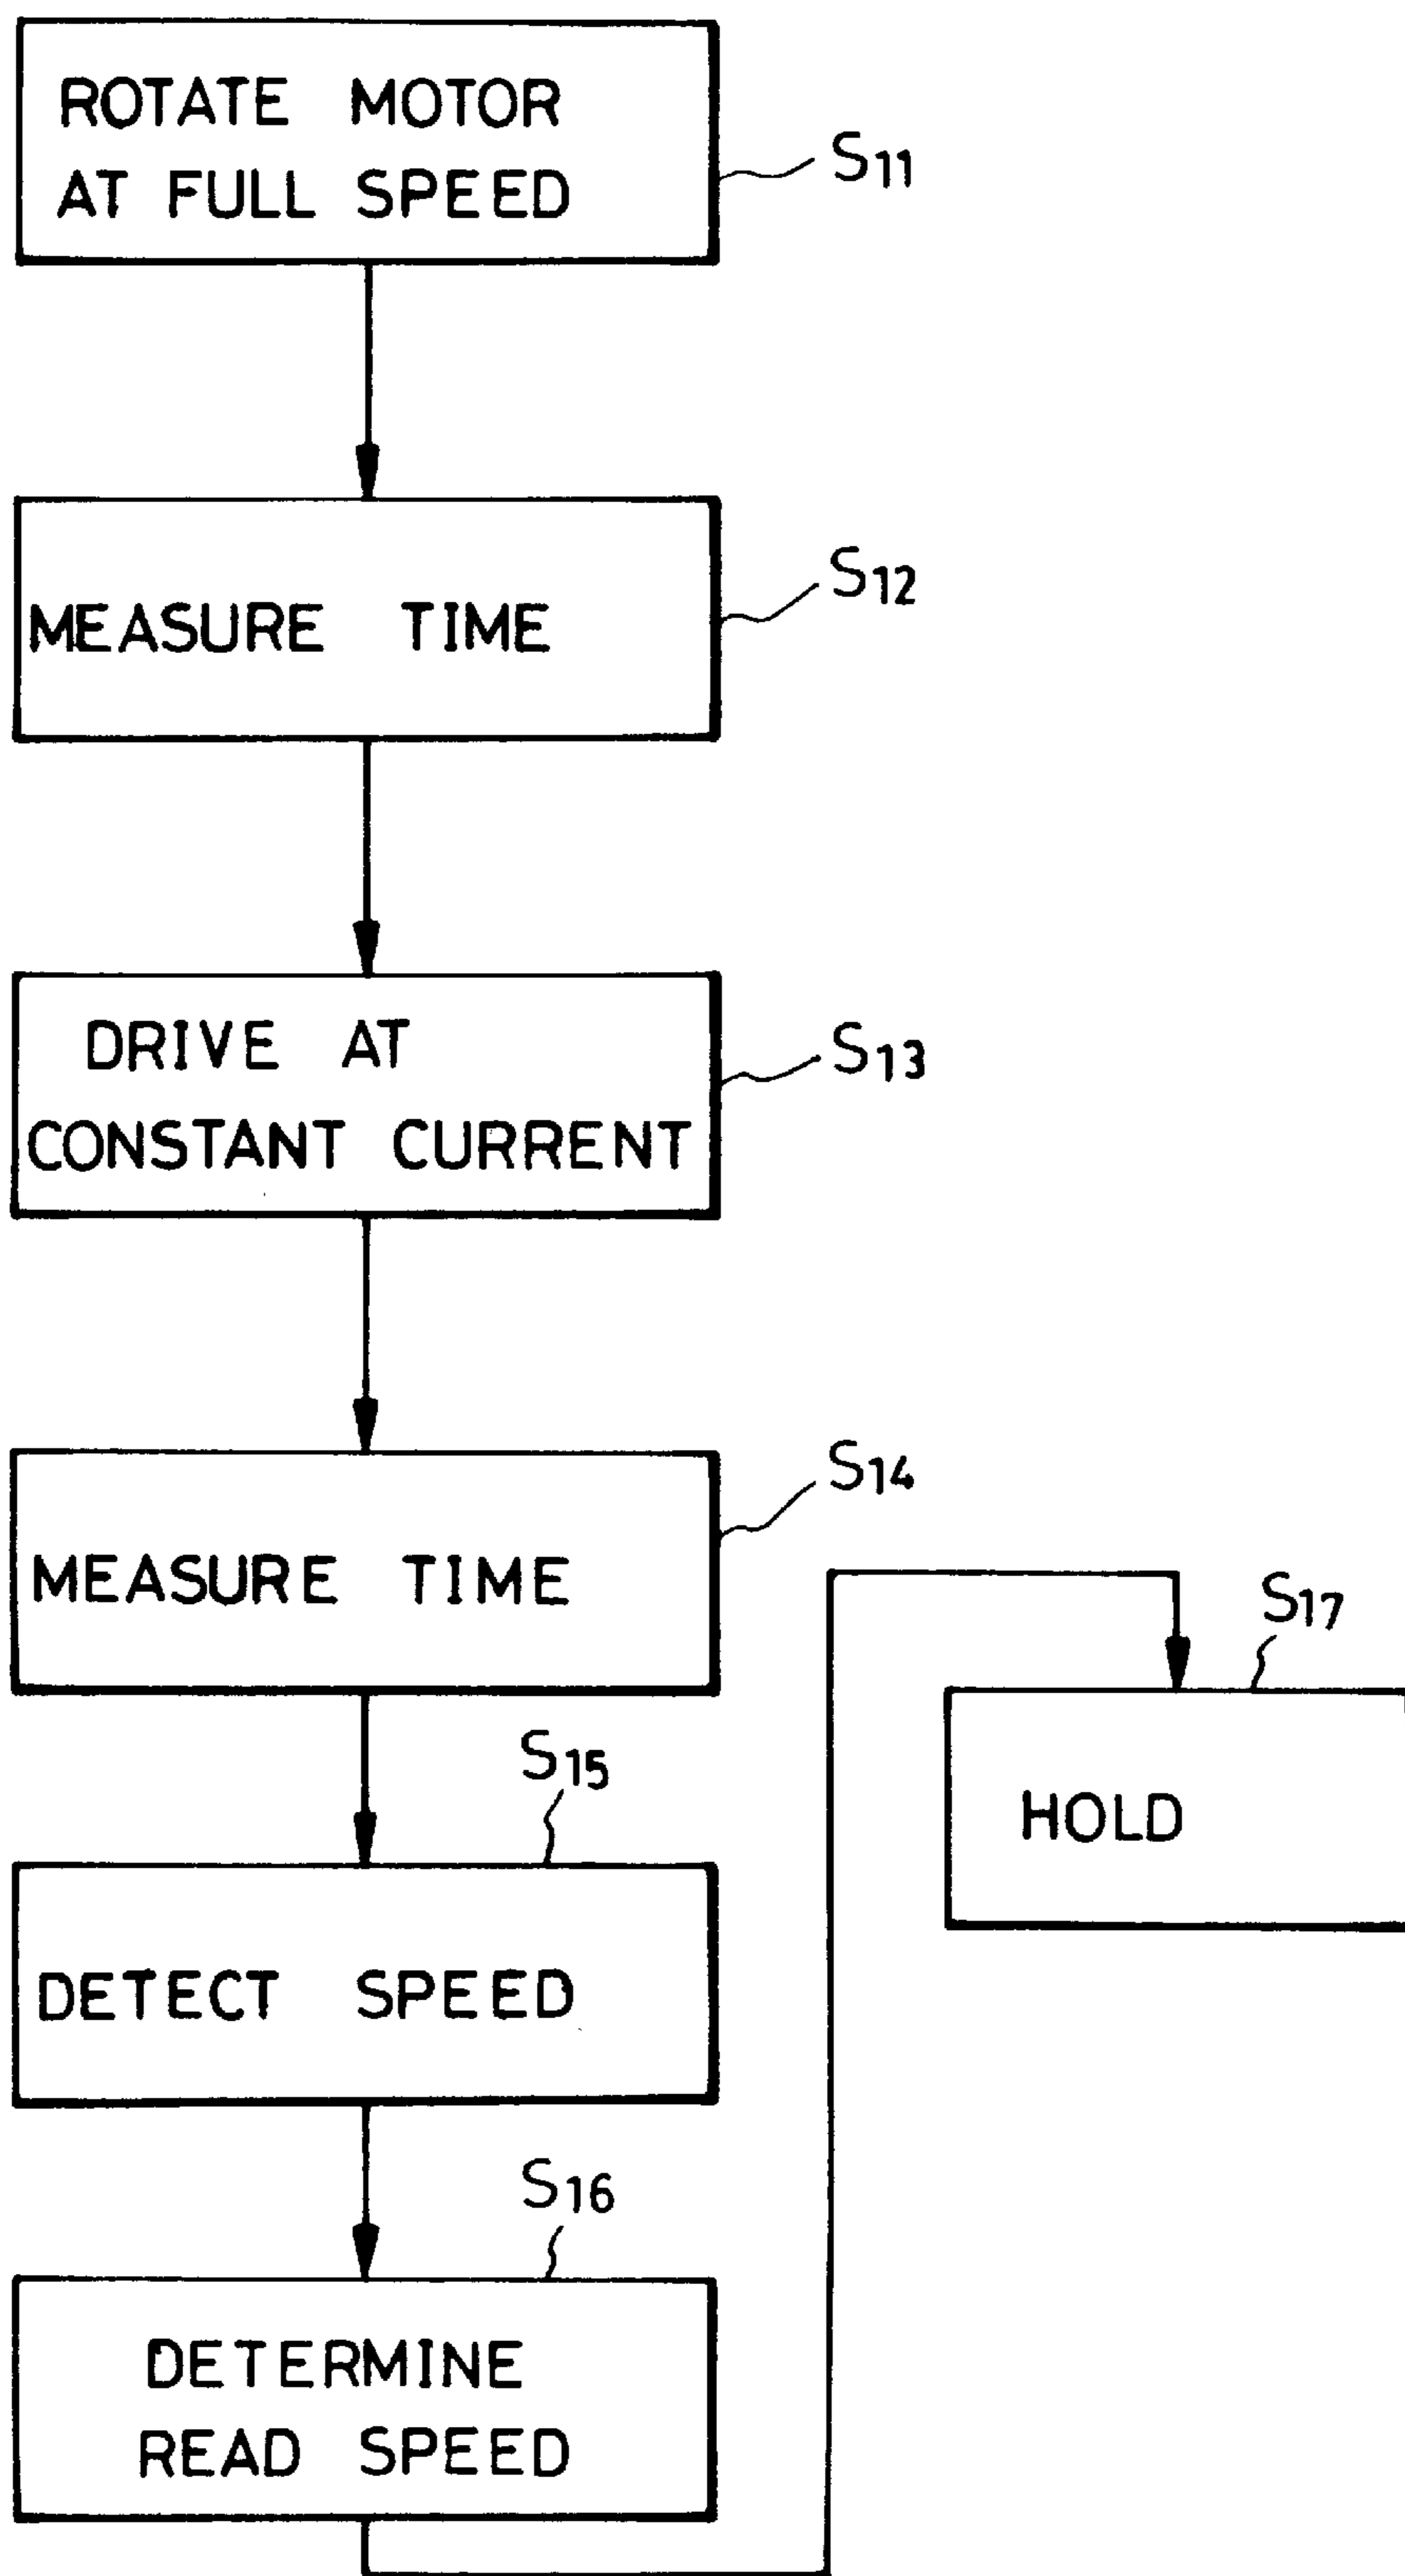 ROTATE MOTOR
AT FULL SPEED
S11
MEASURE TIME
S12
DRIVE AT
CONSTANT CURRENT
S13
MEASURE TIME
S14
S15
DETECT SPEED
S16
DETERMINE
READ SPEED
S17
HOLD